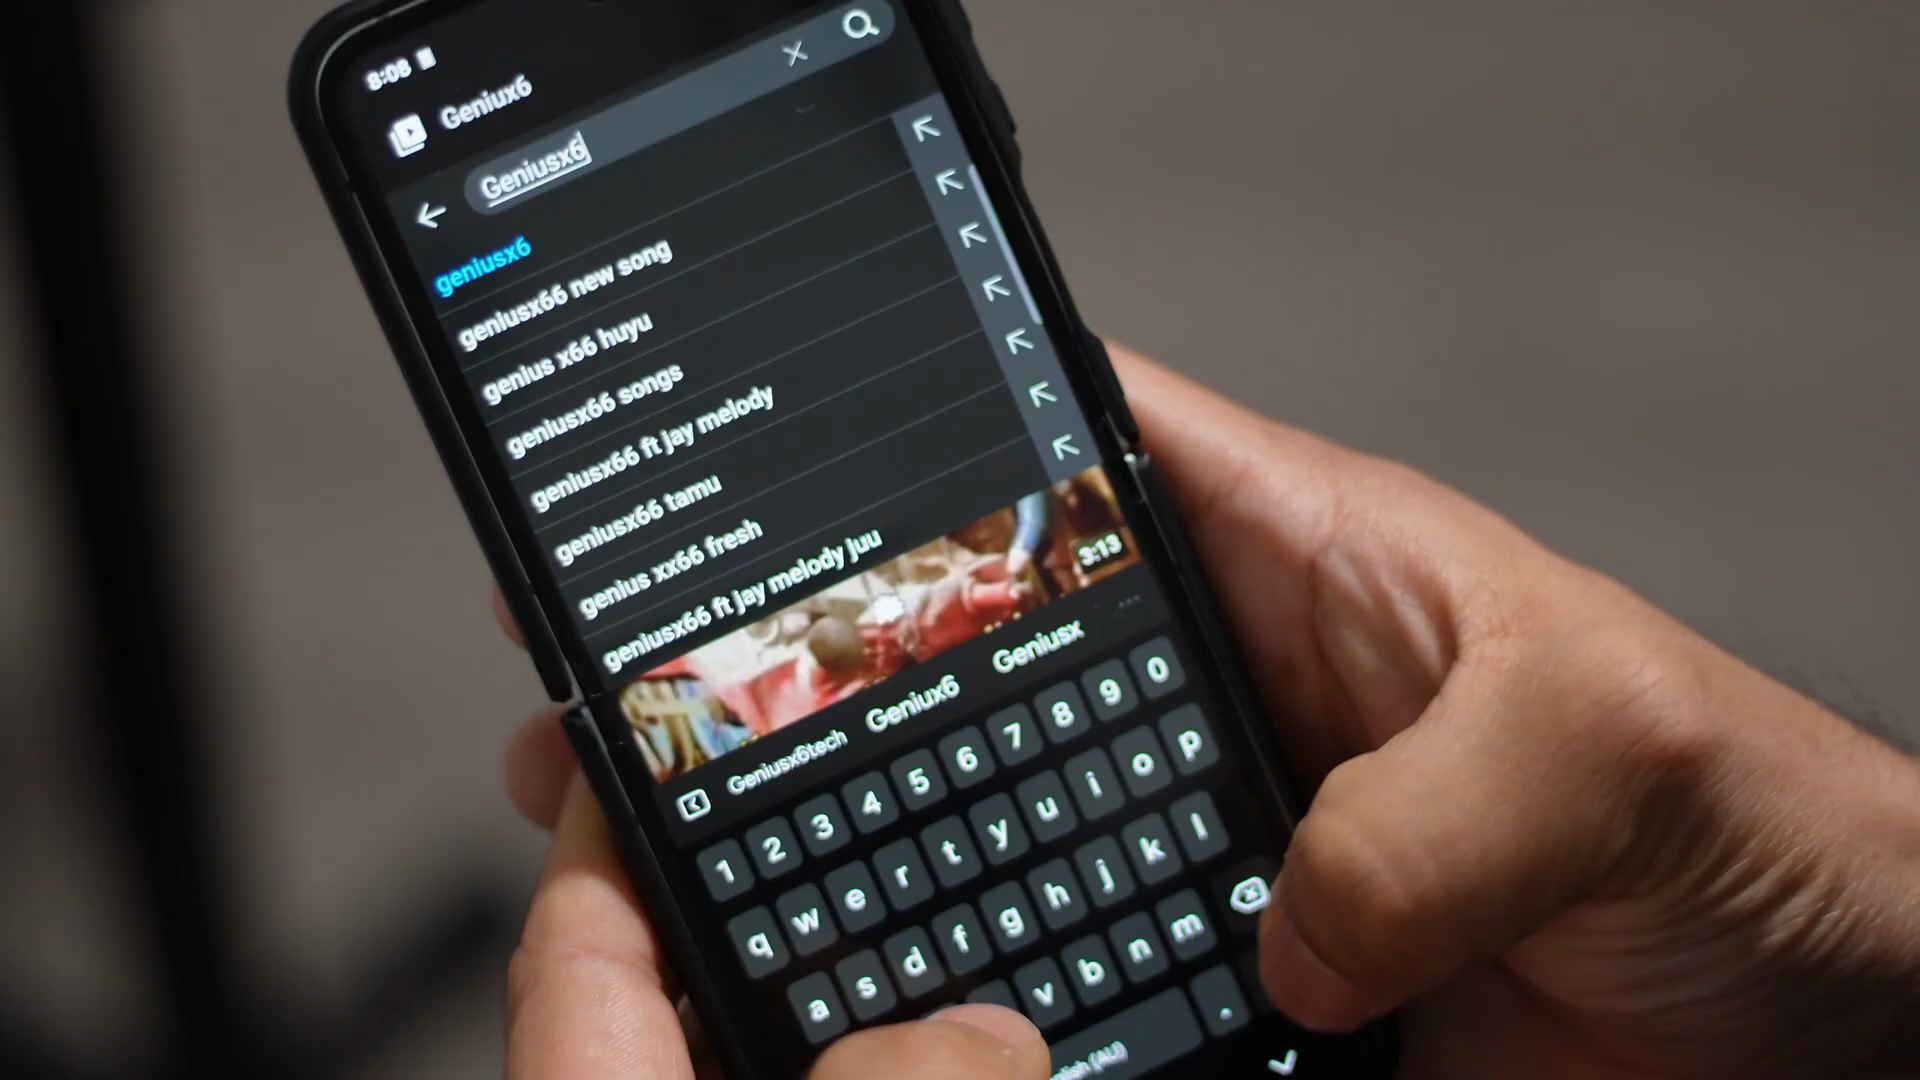 8:08
Geniux6
Geniusx6
geniusx6
geniusx66 new song
genius x66 huyu
geniusx66 songs
geniusx66 ft jay melody
geniusx66 tamu
genius xx66 fresh
geniusx66 ft jay melody juu
3:13
Geniusx6tech Geniux6 Geniusx
1 2 3 4 5 6 7 8 9 0
q w e r t y u i o p
a s d f g h j k l
v b n m
(AU) .